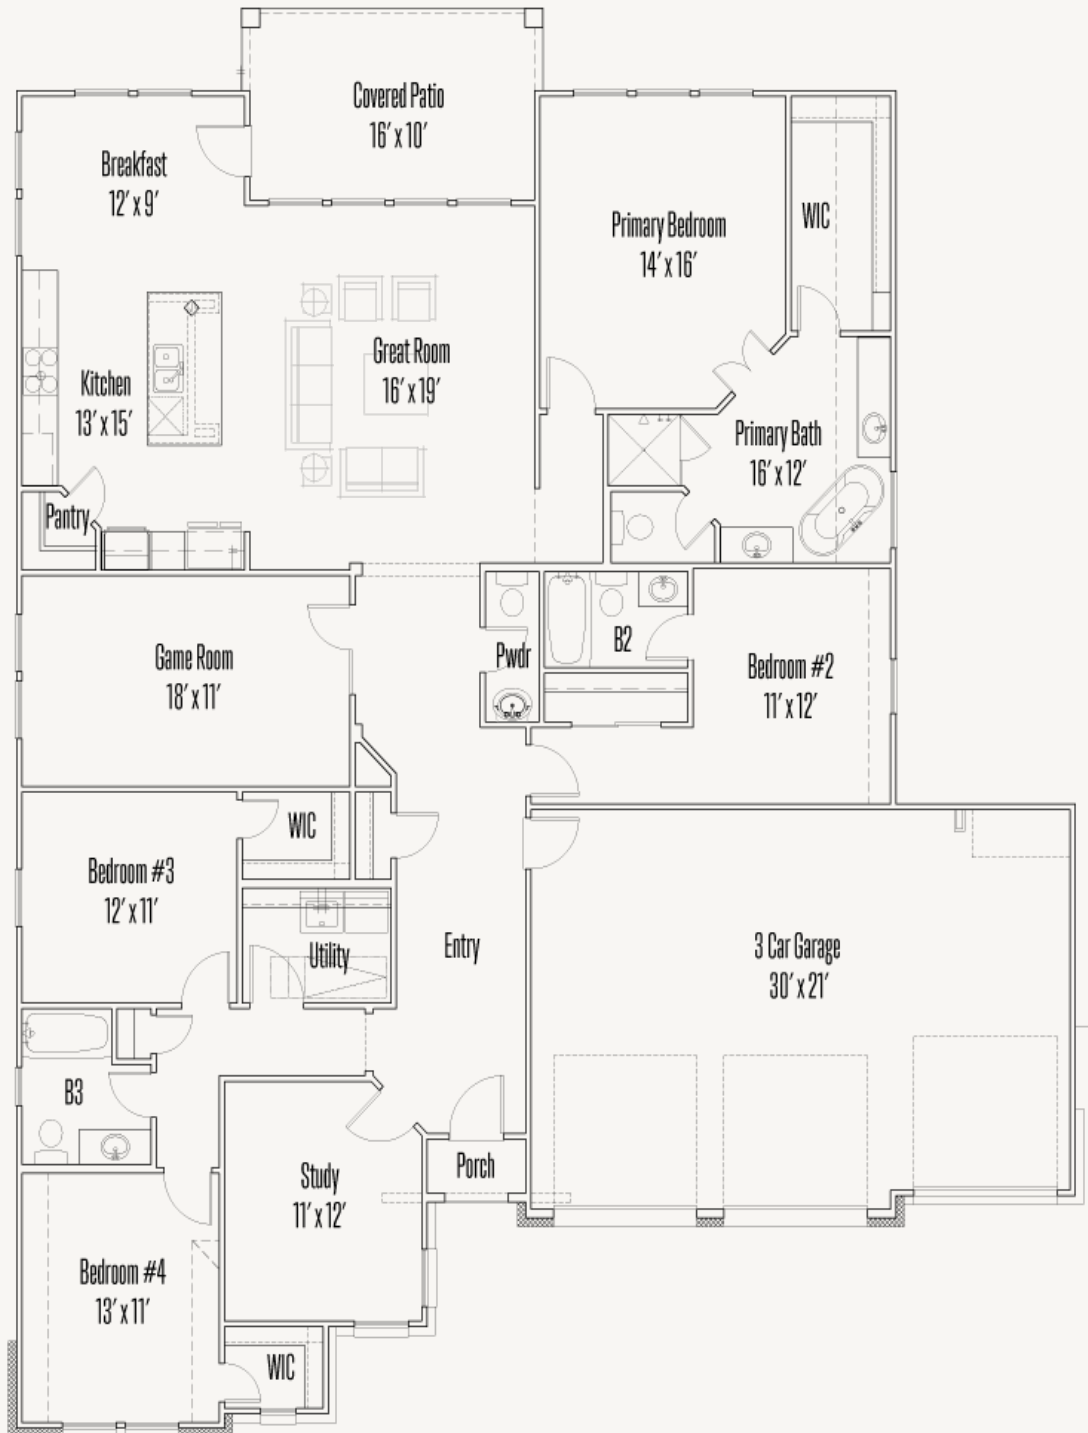 Covered Patio
16' x 10'
Breakfast
12' x 9'
Primary Bedroom
14' x 16'
WIC
Great Room
16' x 19'
Kitchen
13' x 15'
Primary Bath
16' x 12'
Pantry
Game Room
18' x 11'
Pwdr
B2
Bedroom #2
11' x 12'
WIC
Bedroom #3
12' x 11'
Utility
Entry
3 Car Garage
30' x 21'
B3
Porch
Study
11' x 12'
Bedroom #4
13' x 11'
WIC